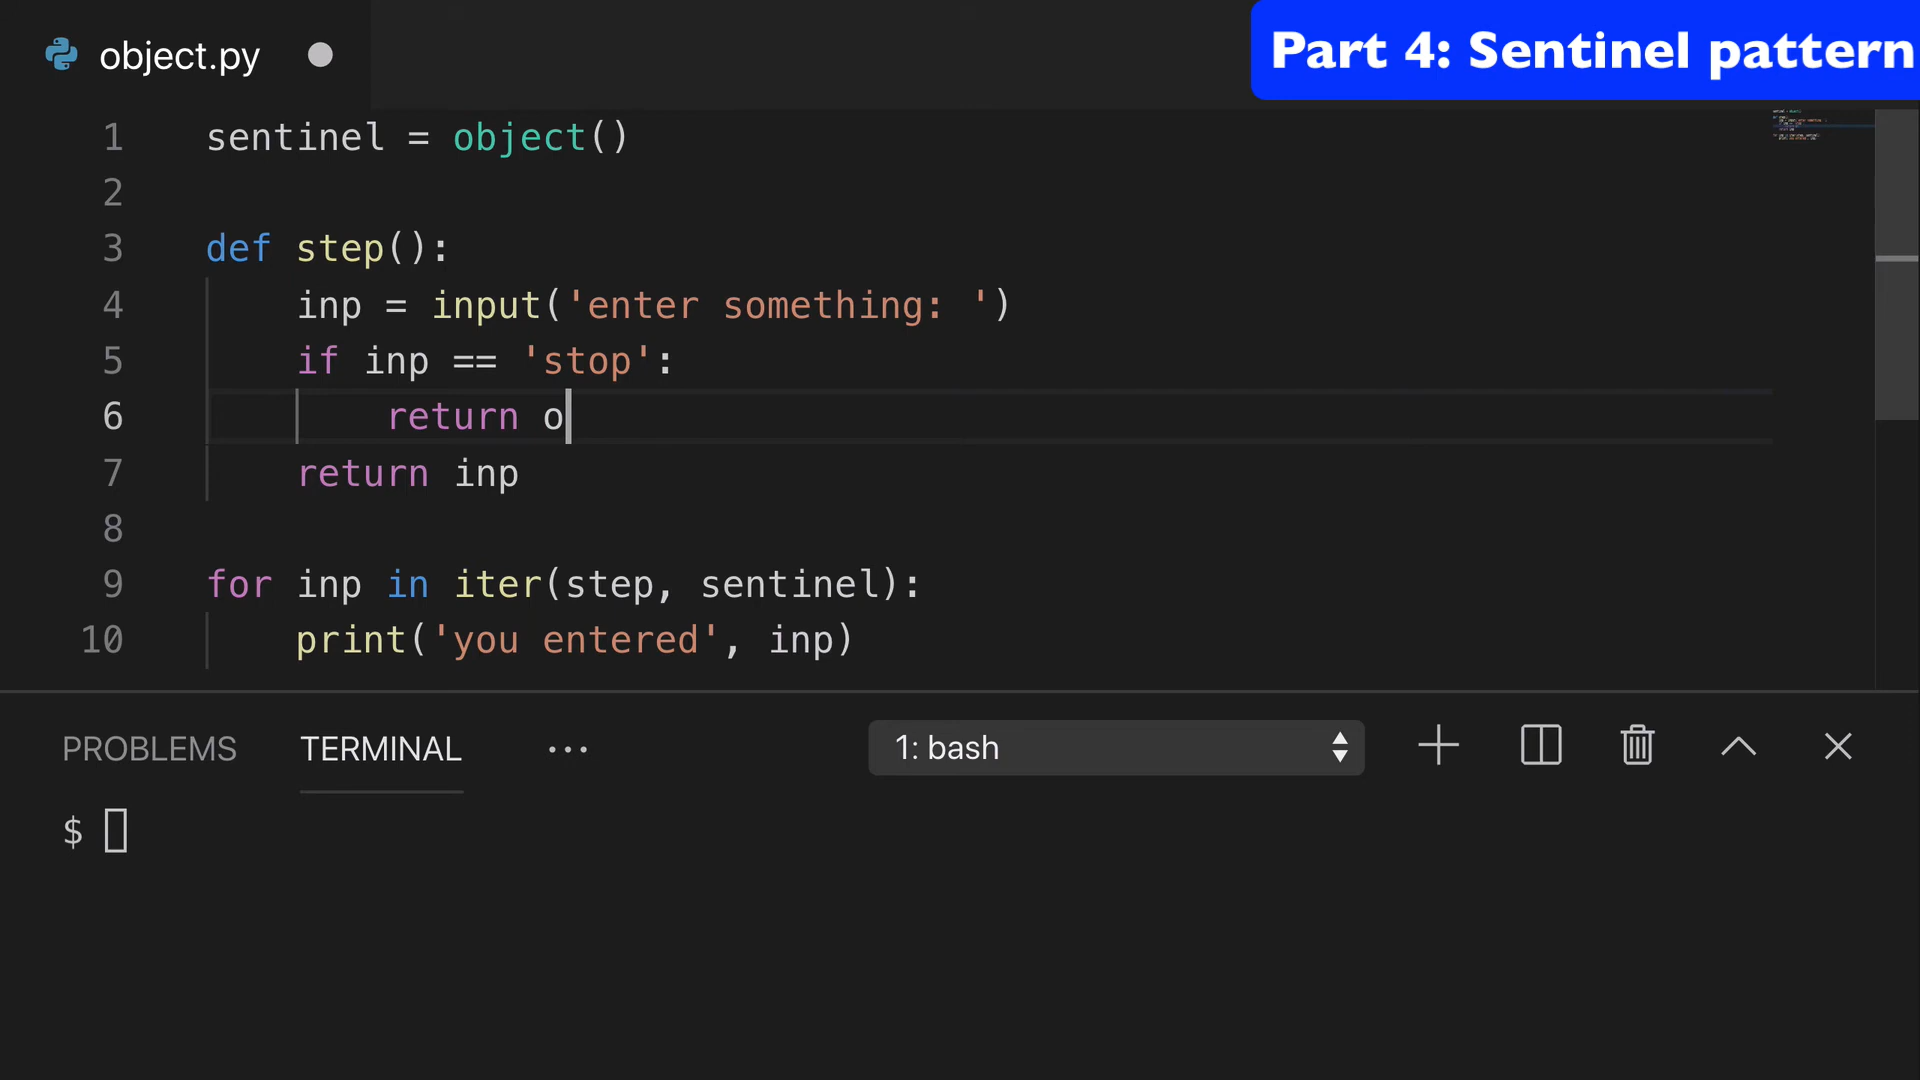 object.py
Part 4: Sentinel pattern
1 sentinel = object()
2
3 def step():
4     inp = input('enter something: ')
5     if inp == 'stop':
6         return o
7     return inp
8
9 for inp in iter(step, sentinel):
10     print('you entered', inp)
PROBLEMS TERMINAL ··· 1: bash
$